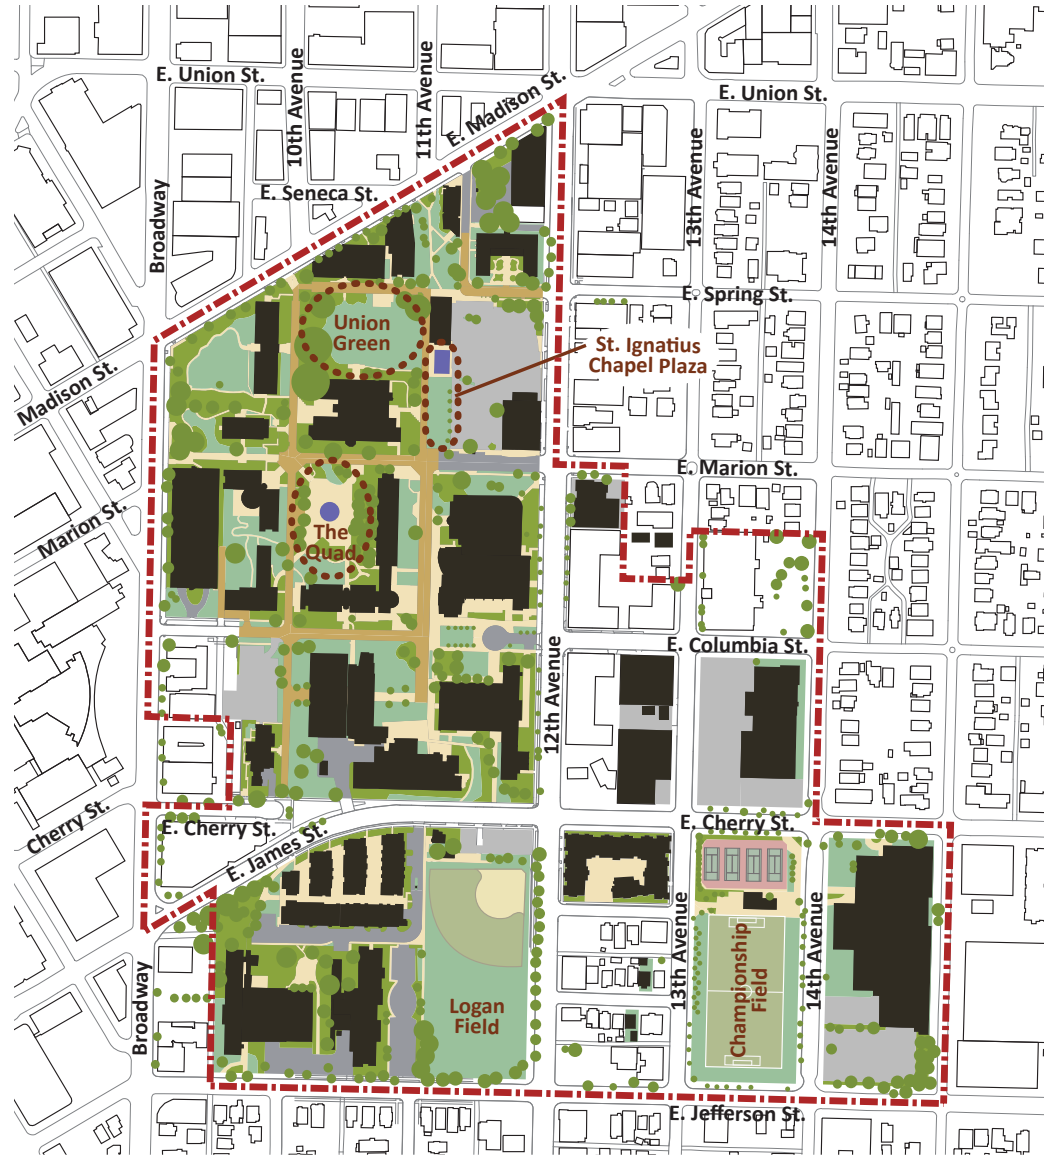 E. Union St.
10th Avenue
11th Avenue
E. Madison St.
E. Union St.
E. Seneca St.
Broadway
13th Avenue
14th Avenue
E. Spring St.
Union
Green
St. Ignatius
Chapel Plaza
Madison St.
E. Marion St.
Marion St.
The
Quad
E. Columbia St.
12th Avenue
Cherry St.
E. Cherry St.
E. James St.
E. Cherry St.
13th Avenue
14th Avenue
Championship
Field
Logan
Field
Broadway
E. Jefferson St.